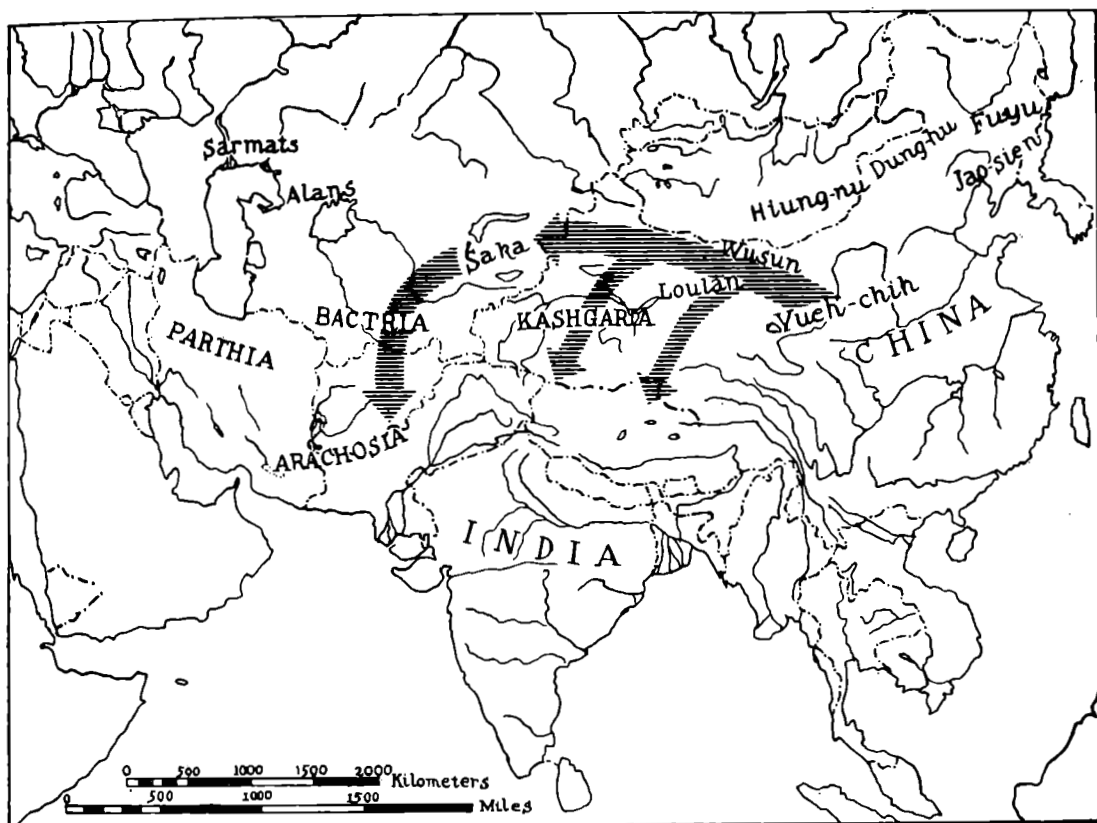 Sarmats
Alans
Saka
Hiung-nu
Dunghu
Fuyu
Jao-sien
Wusun
Loulan
Yueh-chih
BACTRIA
KASHGARIA
PARTHIA
CHINA
ARACHOSIA
INDIA
0 500 1000 1500 2000 Kilometers
0 500 1000 1500 Miles